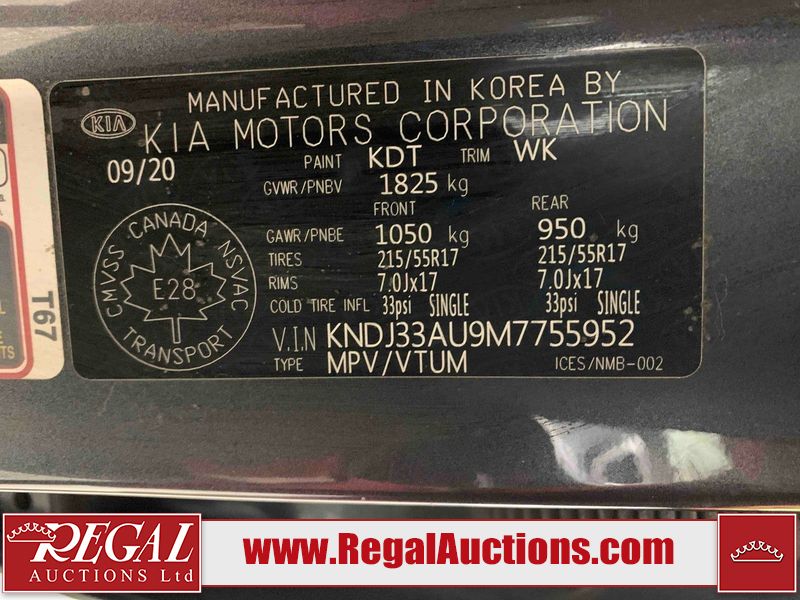 MANUFACTURED IN KOREA BY
KIA KIA MOTORS CORPORATION
09/20 PAINT KDT TRIM WK
GVWR/PNBV 1825 kg
FRONT REAR
GAWR/PNBE 1050 kg 950 kg
TIRES 215/55R17 215/55R17
RIMS 7.0Jx17 7.0Jx17
COLD TIRE INFL 33psi SINGLE 33psi SINGLE
V.I.N KNDJ33AU9M7755952
TYPE MPV/VTUM ICES/NMB-002
CANADA
CMVSS NSVAC
E28
TRANSPORT
T67
REGAL
AUCTIONS Ltd
www.RegalAuctions.com